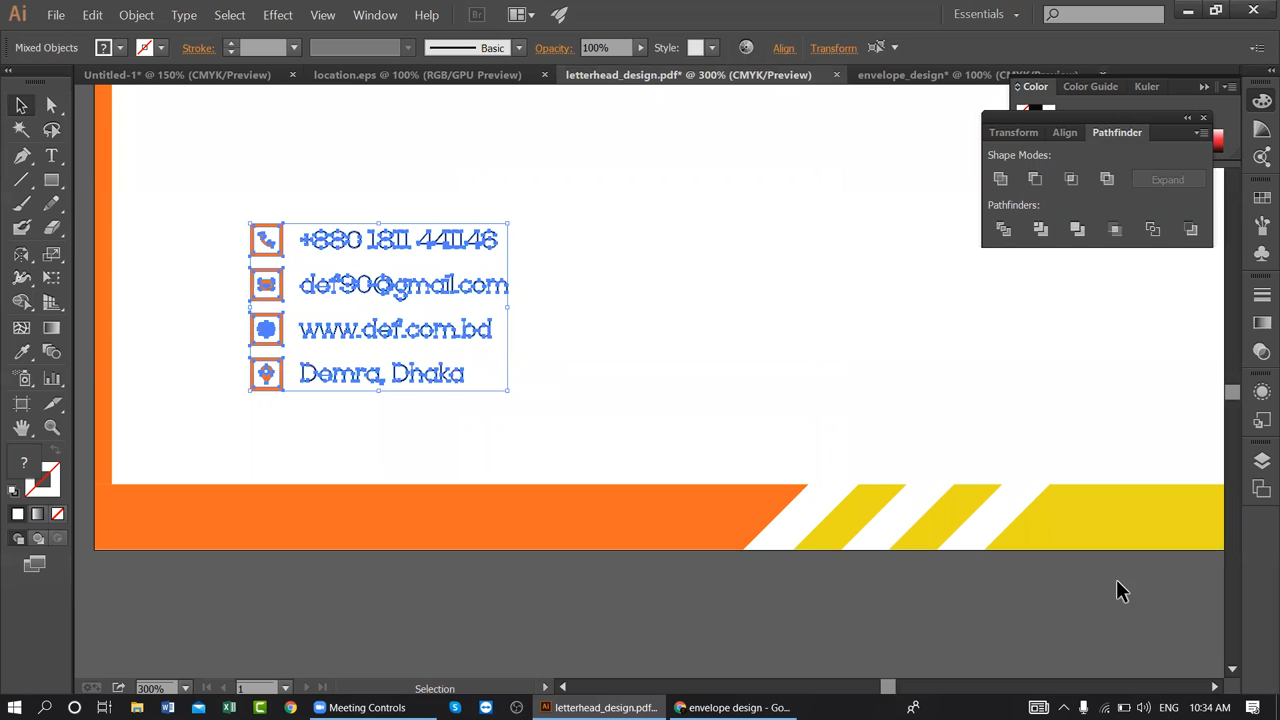 Ai File Edit Object Type Select Effect View Window Help Br Essentials
Mixed Objects ? Stroke: Basic Opacity: 100% Style: Align Transform
Untitled-1* @ 150% (CMYK/Preview) × location.eps @ 100% (RGB/GPU Preview) × letterhead_design.pdf* @ 300% (CMYK/Preview) × envelope_design* @ 100% (CMYK/Preview)
Color Color Guide Kuler
Transform Align Pathfinder
Shape Modes:
Expand
Pathfinders:
+880 1811 441146
def90@gmail.com
www.def.com.bd
Demra, Dhaka
?
300% 1 Selection
Meeting Controls letterhead_design.pdf... envelope design - Go... ENG 10:34 AM